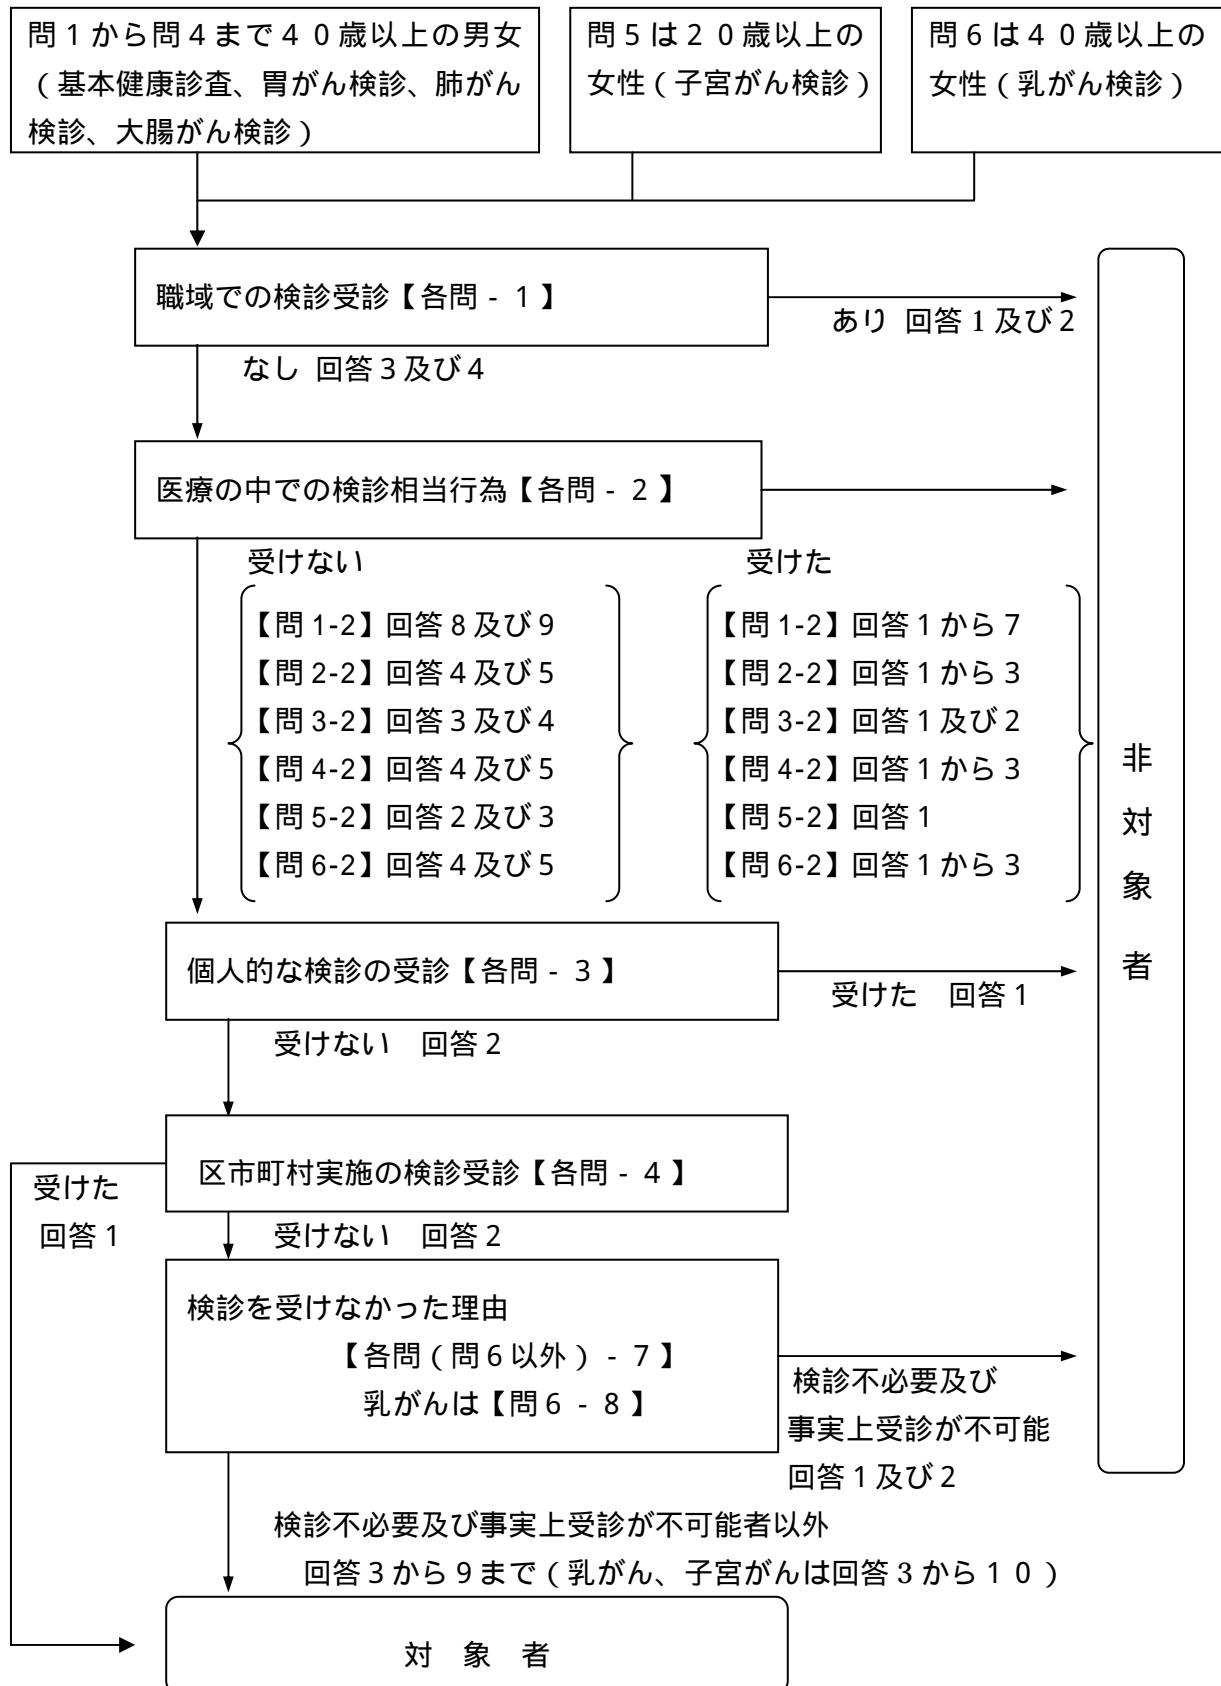 問1から問4まで40歳以上の男女
(基本健康診査、胃がん検診、肺がん
検診、大腸がん検診)
問5は20歳以上の
女性(子宮がん検診)
問6は40歳以上の
女性(乳がん検診)
職域での検診受診【各問-1】
あり 回答1及び2
なし 回答3及び4
医療の中での検診相当行為【各問-2】
受けない
【問1-2】回答8及び9
【問2-2】回答4及び5
【問3-2】回答3及び4
【問4-2】回答4及び5
【問5-2】回答2及び3
【問6-2】回答4及び5
受けた
【問1-2】回答1から7
【問2-2】回答1から3
【問3-2】回答1及び2
【問4-2】回答1から3
【問5-2】回答1
【問6-2】回答1から3
非対象者
個人的な検診の受診【各問-3】
受けた 回答1
受けない 回答2
区市町村実施の検診受診【各問-4】
受けた
回答1
受けない 回答2
検診を受けなかった理由
【各問(問6以外)-7】
乳がんは【問6-8】
検診不必要及び
事実上受診が不可能
回答1及び2
検診不必要及び事実上受診が不可能者以外
回答3から9まで(乳がん、子宮がんは回答3から10)
対象者